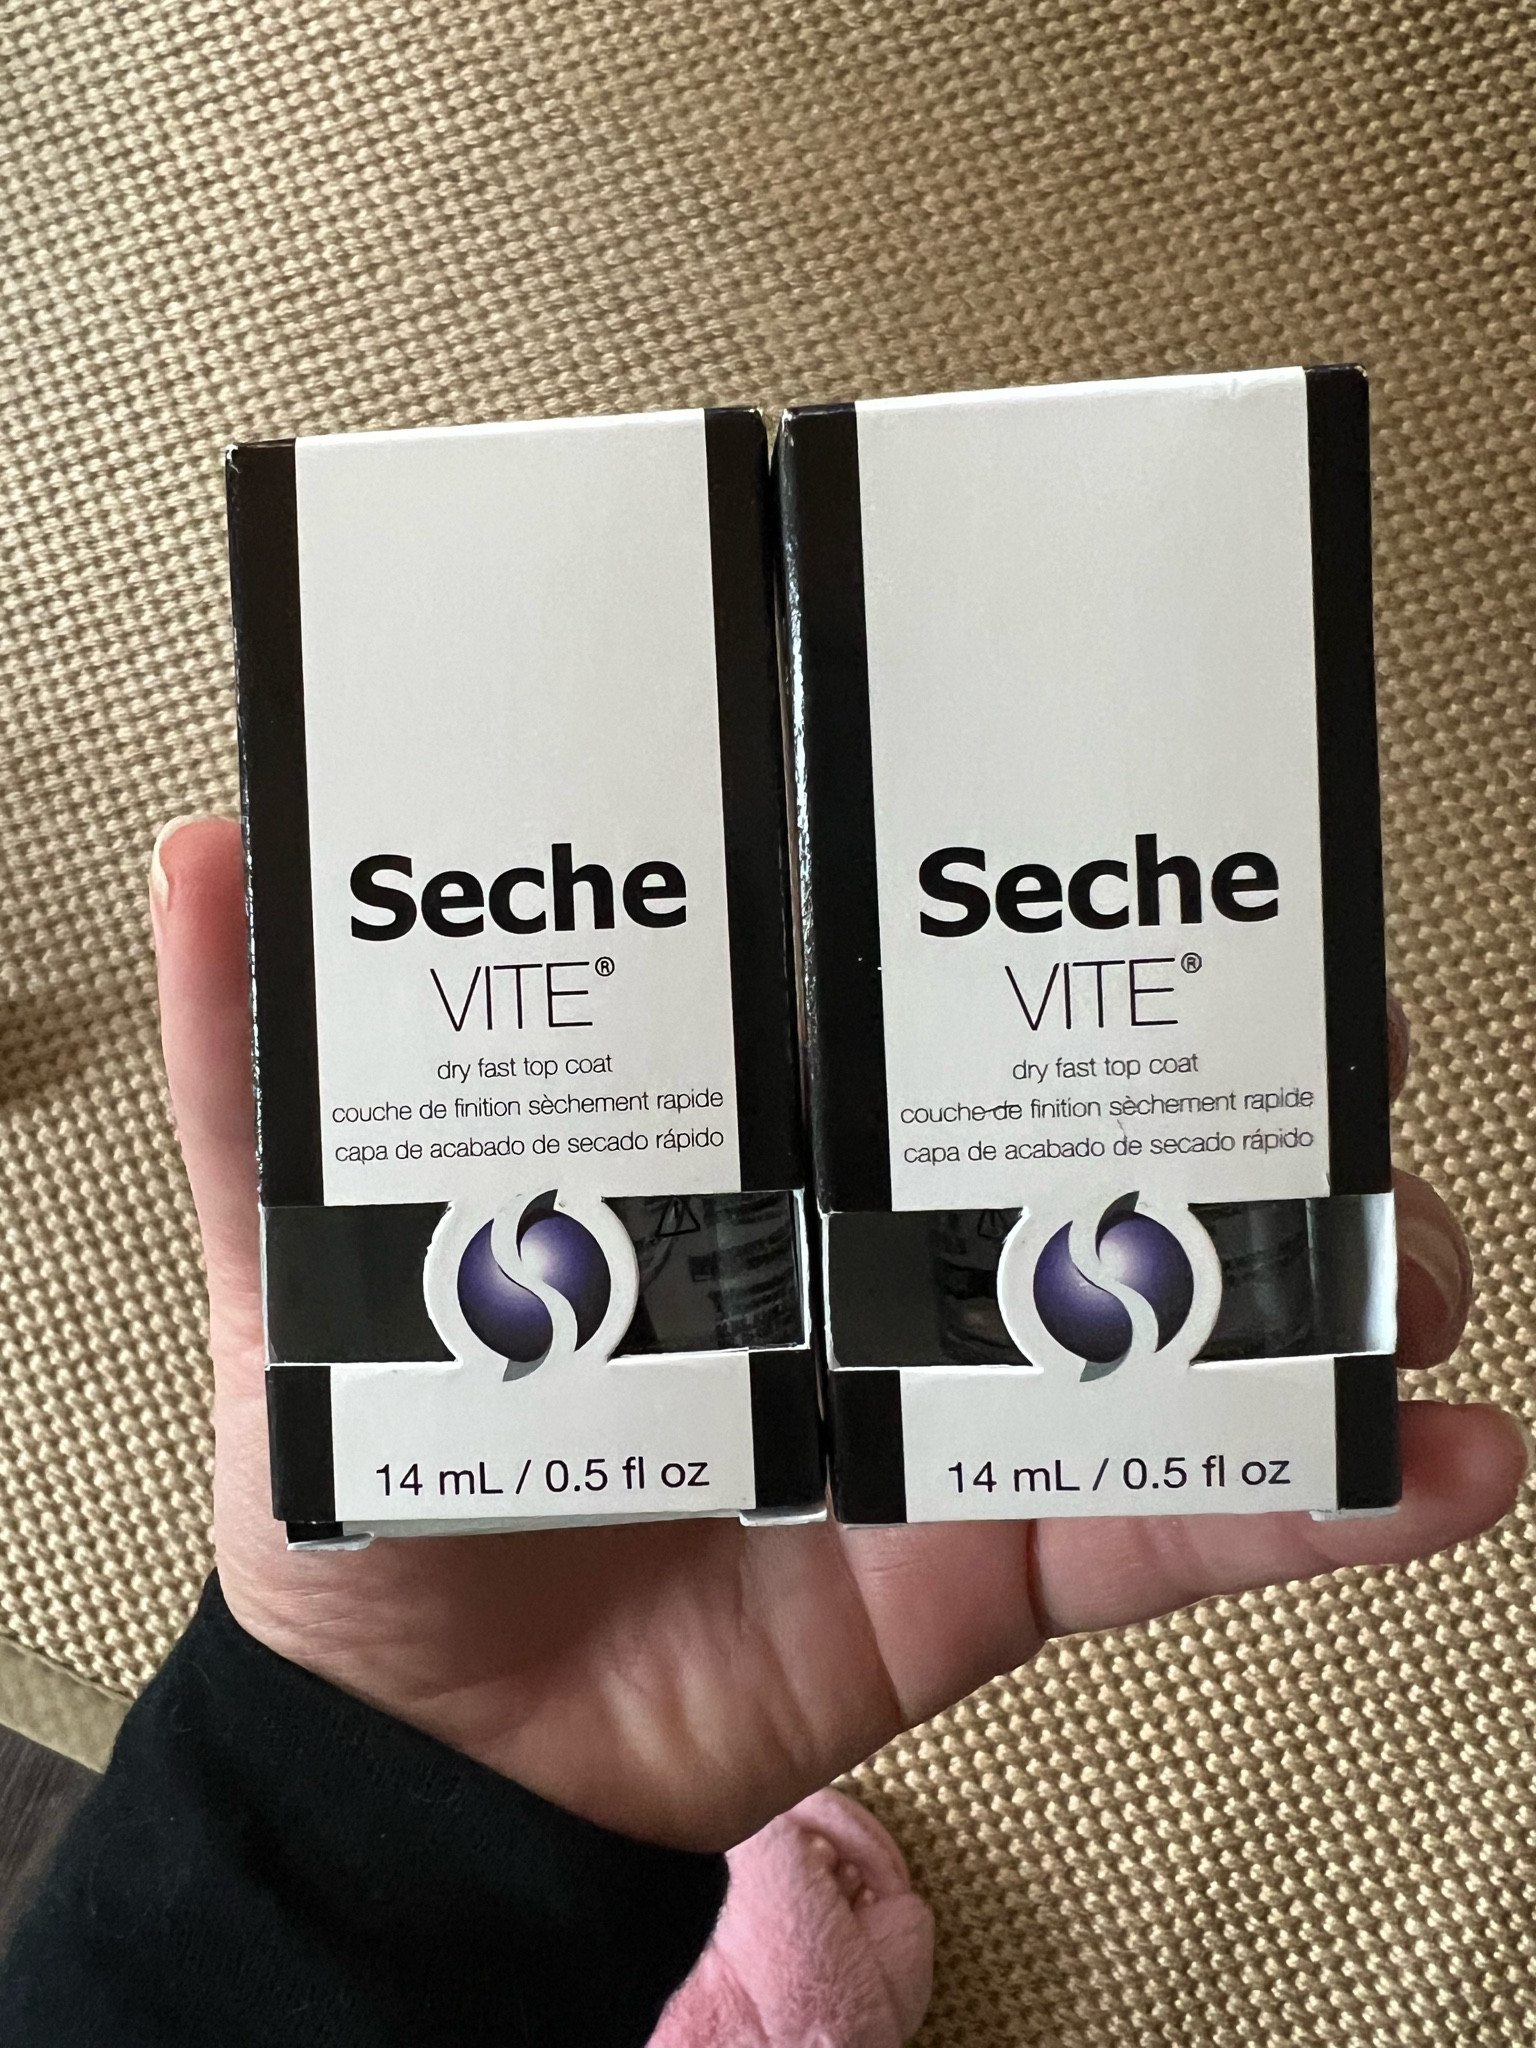 Seche
VITE®
dry fast top coat
couche de finition sèchement rapide
capa de acabado de secado rápido
14 mL / 0.5 fl oz
Seche
VITE®
dry fast top coat
couche de finition sèchement rapide
capa de acabado de secado rápido
14 mL / 0.5 fl oz